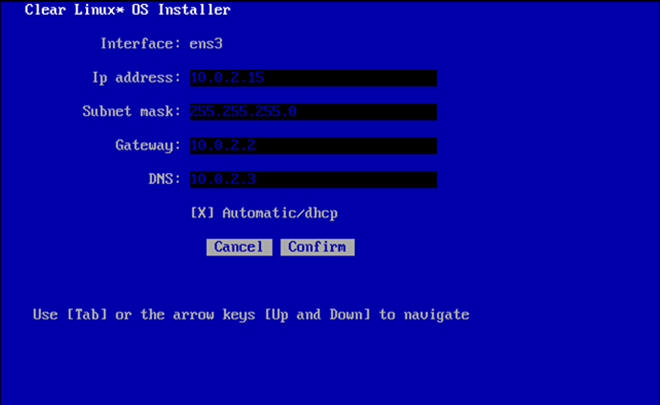 Clear Linux* OS Installer
Interface: ens3
Ip address: 10.0.2.15
Subnet mask: 255.255.255.0
Gateway: 10.0.2.2
DNS: 10.0.2.3
[X] Automatic/dhcp
Cancel Confirm
Use [Tab] or the arrow keys [Up and Down] to navigate